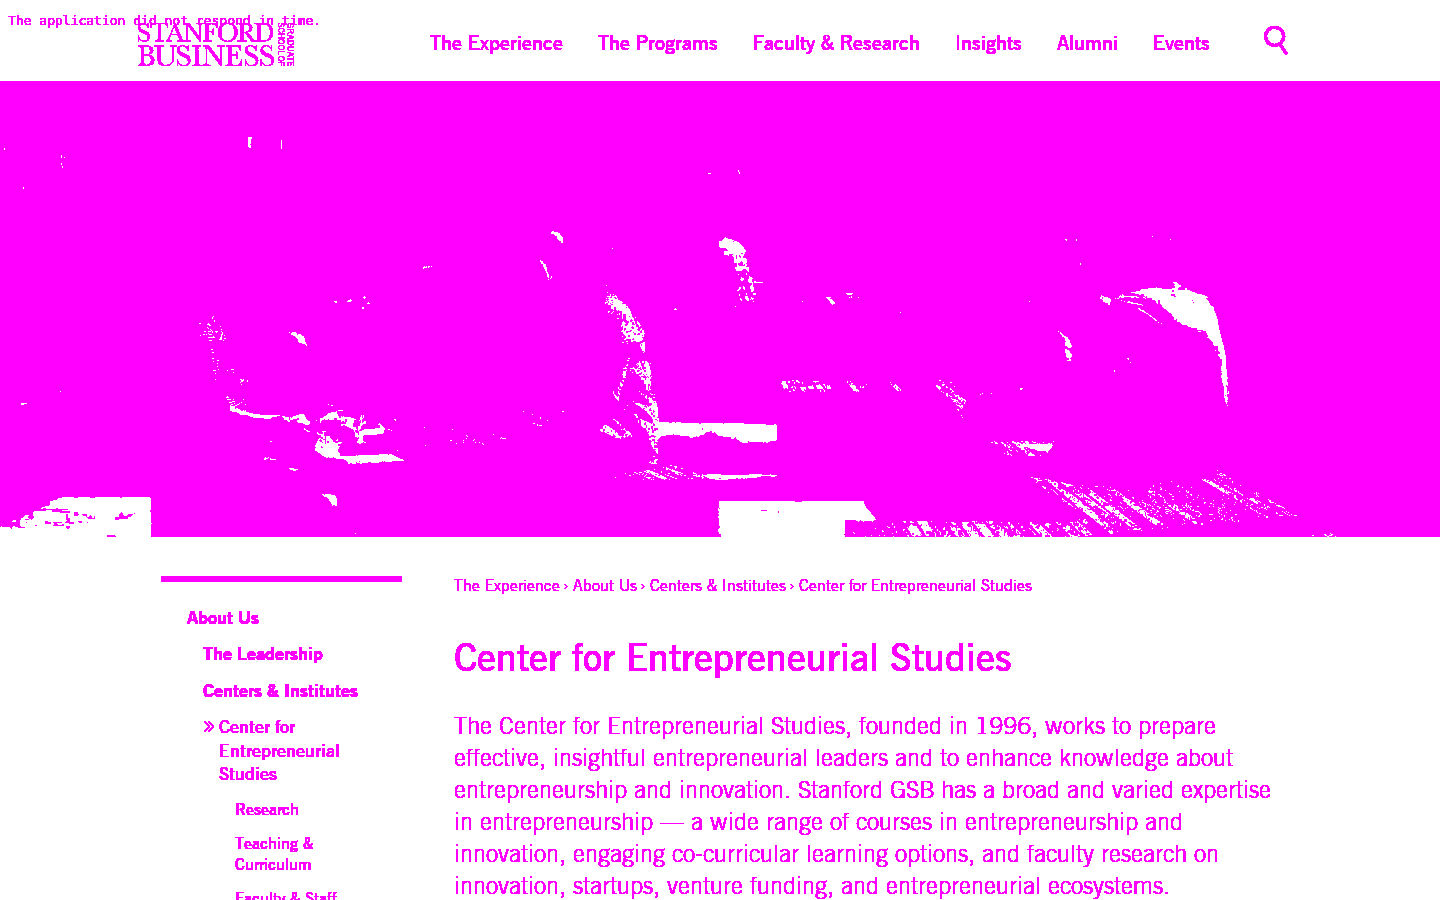 The application did not respond in time.
STANFORD
BUSINESS
GRADUATE
SCHOOL OF
The Experience
The Programs
Faculty & Research
Insights
Alumni
Events
The Experience › About Us › Centers & Institutes › Center for Entrepreneurial Studies
About Us
The Leadership
Centers & Institutes
» Center for
Entrepreneurial
Studies
Research
Teaching &
Curriculum
Faculty & Staff
Center for Entrepreneurial Studies
The Center for Entrepreneurial Studies, founded in 1996, works to prepare
effective, insightful entrepreneurial leaders and to enhance knowledge about
entrepreneurship and innovation. Stanford GSB has a broad and varied expertise
in entrepreneurship — a wide range of courses in entrepreneurship and
innovation, engaging co-curricular learning options, and faculty research on
innovation, startups, venture funding, and entrepreneurial ecosystems.